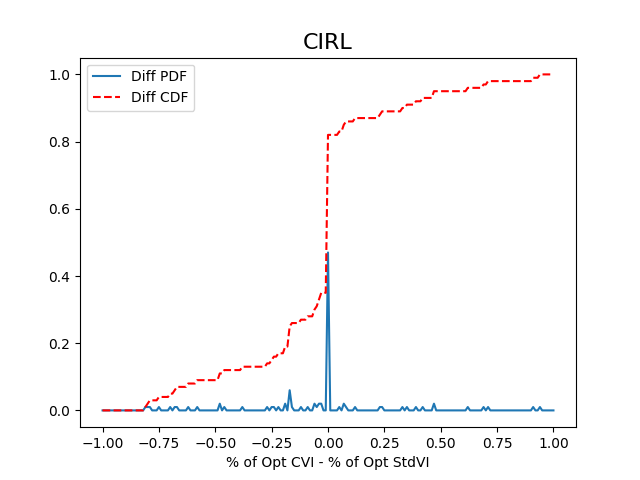 CIRL
Diff PDF
Diff CDF
1.0
0.8
0.6
0.4
0.2
0.0
−1.00 −0.75 −0.50 −0.25 0.00 0.25 0.50 0.75 1.00
% of Opt CVI - % of Opt StdVI